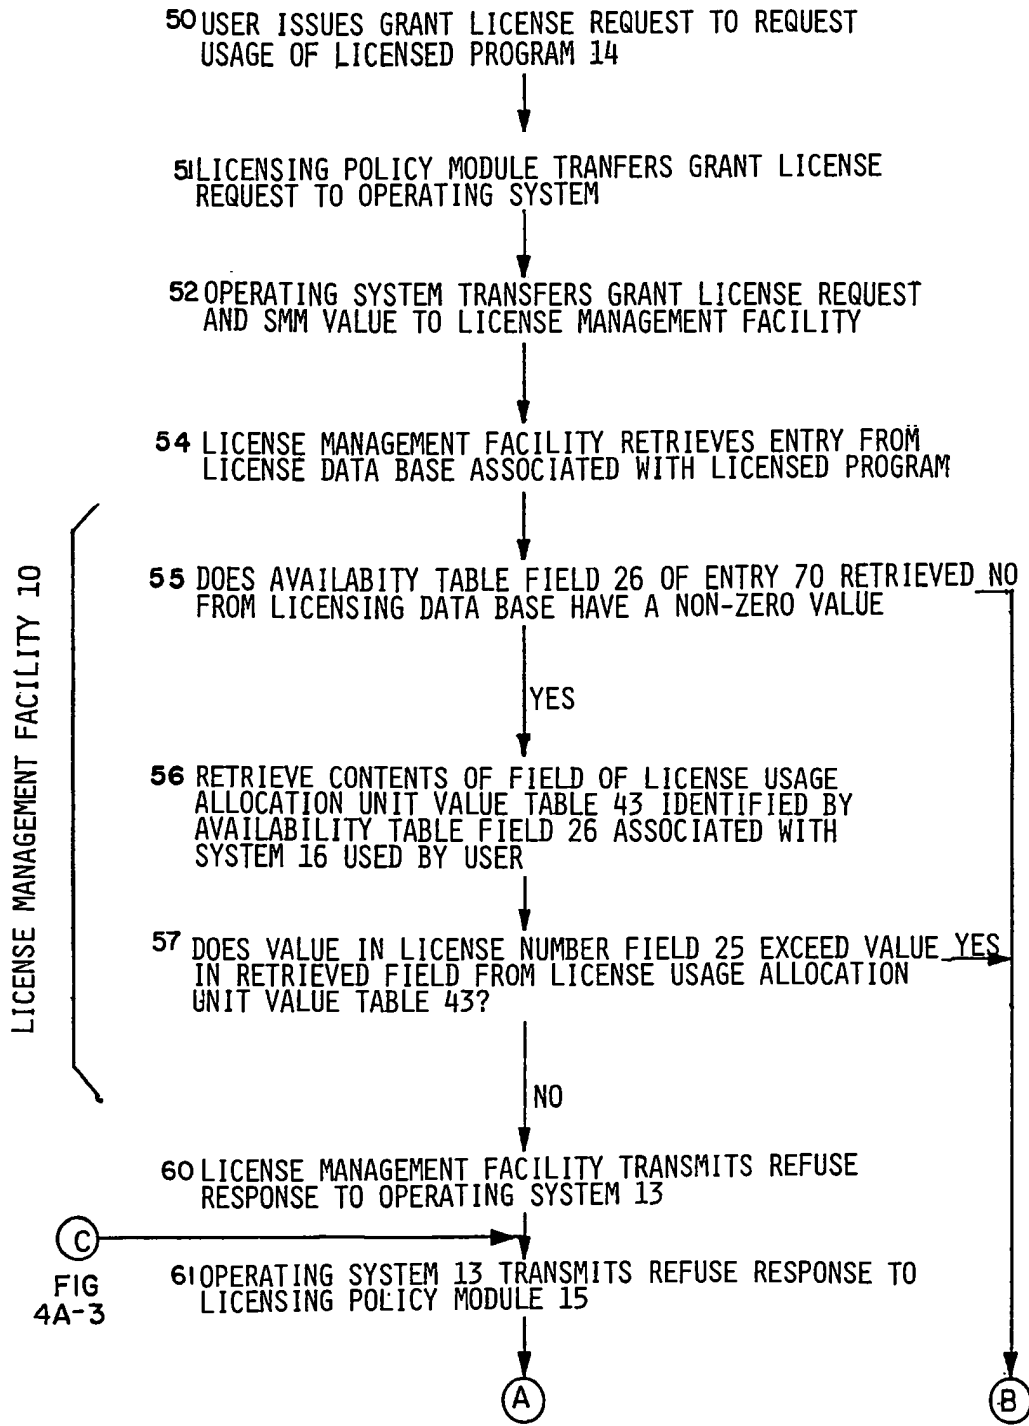 50 USER ISSUES GRANT LICENSE REQUEST TO REQUEST
USAGE OF LICENSED PROGRAM 14
51 LICENSING POLICY MODULE TRANFERS GRANT LICENSE
REQUEST TO OPERATING SYSTEM
52 OPERATING SYSTEM TRANSFERS GRANT LICENSE REQUEST
AND SMM VALUE TO LICENSE MANAGEMENT FACILITY
54 LICENSE MANAGEMENT FACILITY RETRIEVES ENTRY FROM
LICENSE DATA BASE ASSOCIATED WITH LICENSED PROGRAM
LICENSE MANAGEMENT FACILITY 10
55 DOES AVAILABITY TABLE FIELD 26 OF ENTRY 70 RETRIEVED NO
FROM LICENSING DATA BASE HAVE A NON-ZERO VALUE
YES
56 RETRIEVE CONTENTS OF FIELD OF LICENSE USAGE
ALLOCATION UNIT VALUE TABLE 43 IDENTIFIED BY
AVAILABILITY TABLE FIELD 26 ASSOCIATED WITH
SYSTEM 16 USED BY USER
57 DOES VALUE IN LICENSE NUMBER FIELD 25 EXCEED VALUE YES
IN RETRIEVED FIELD FROM LICENSE USAGE ALLOCATION
UNIT VALUE TABLE 43?
NO
60 LICENSE MANAGEMENT FACILITY TRANSMITS REFUSE
RESPONSE TO OPERATING SYSTEM 13
C
FIG
4A-3
61 OPERATING SYSTEM 13 TRANSMITS REFUSE RESPONSE TO
LICENSING POLICY MODULE 15
A
B